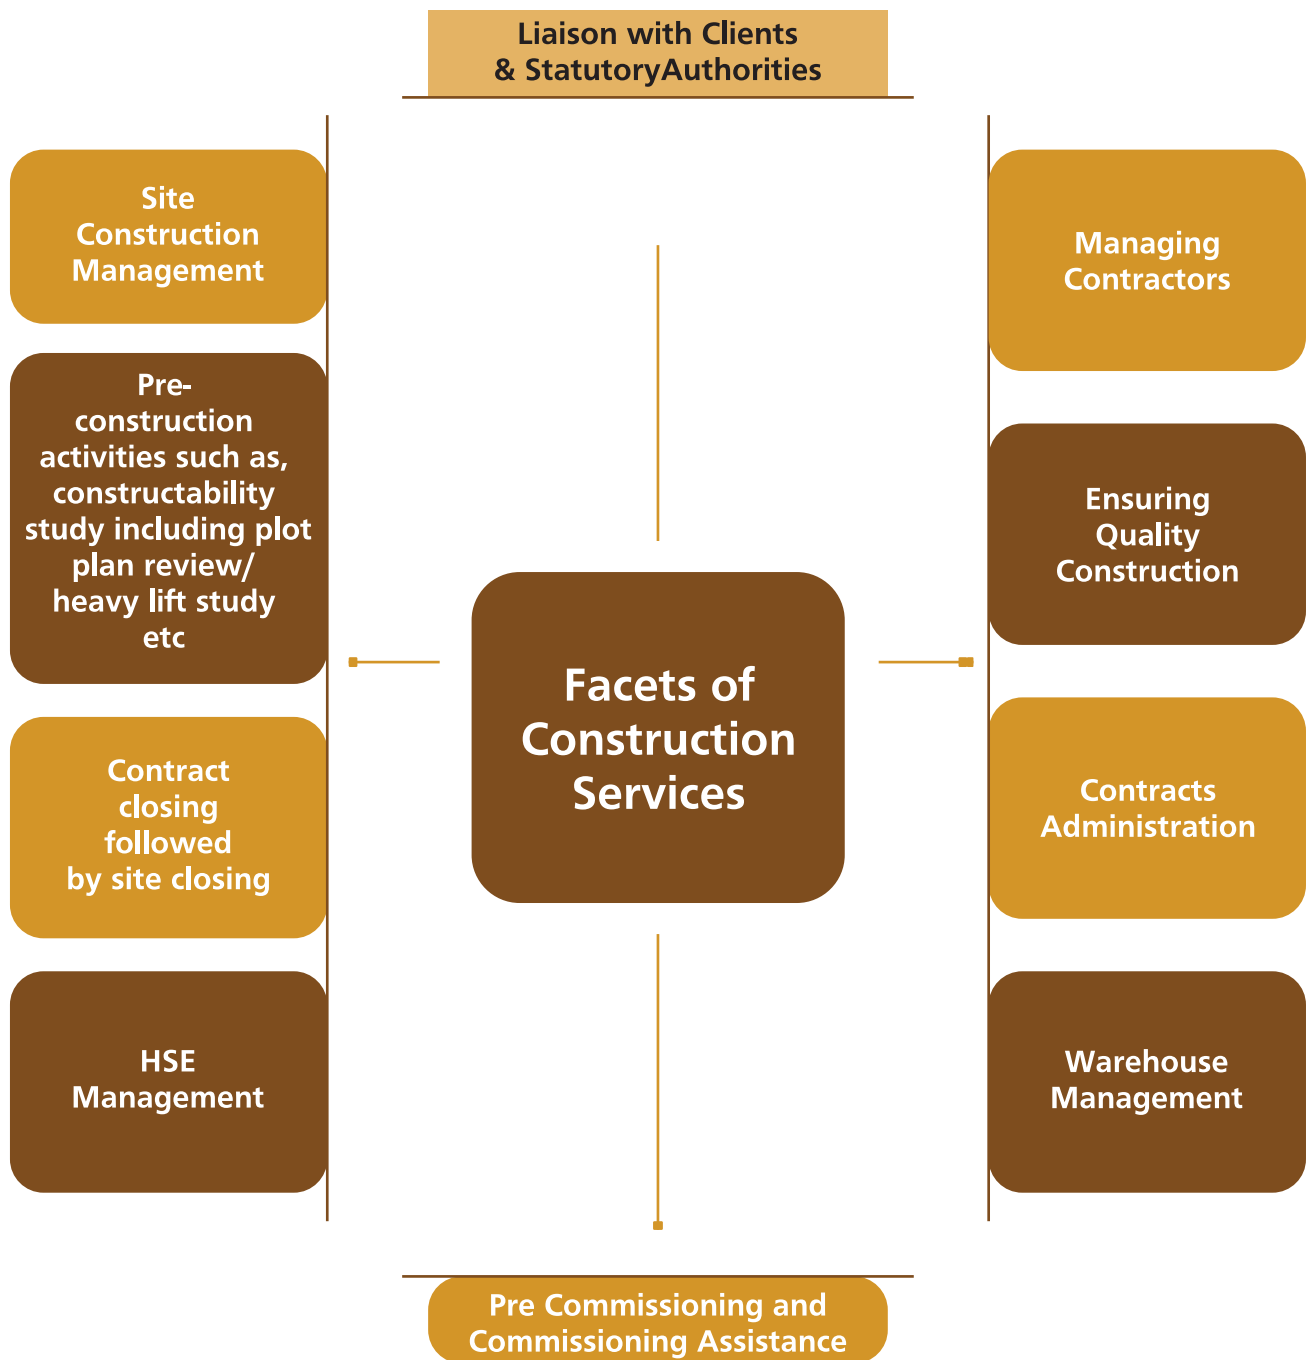 Liaison with Clients
& StatutoryAuthorities
Site
Construction
Management
Pre-
construction
activities such as,
constructability
study including plot
plan review/
heavy lift study
etc
Contract
closing
followed
by site closing
HSE
Management
Facets of
Construction
Services
Managing
Contractors
Ensuring
Quality
Construction
Contracts
Administration
Warehouse
Management
Pre Commissioning and
Commissioning Assistance